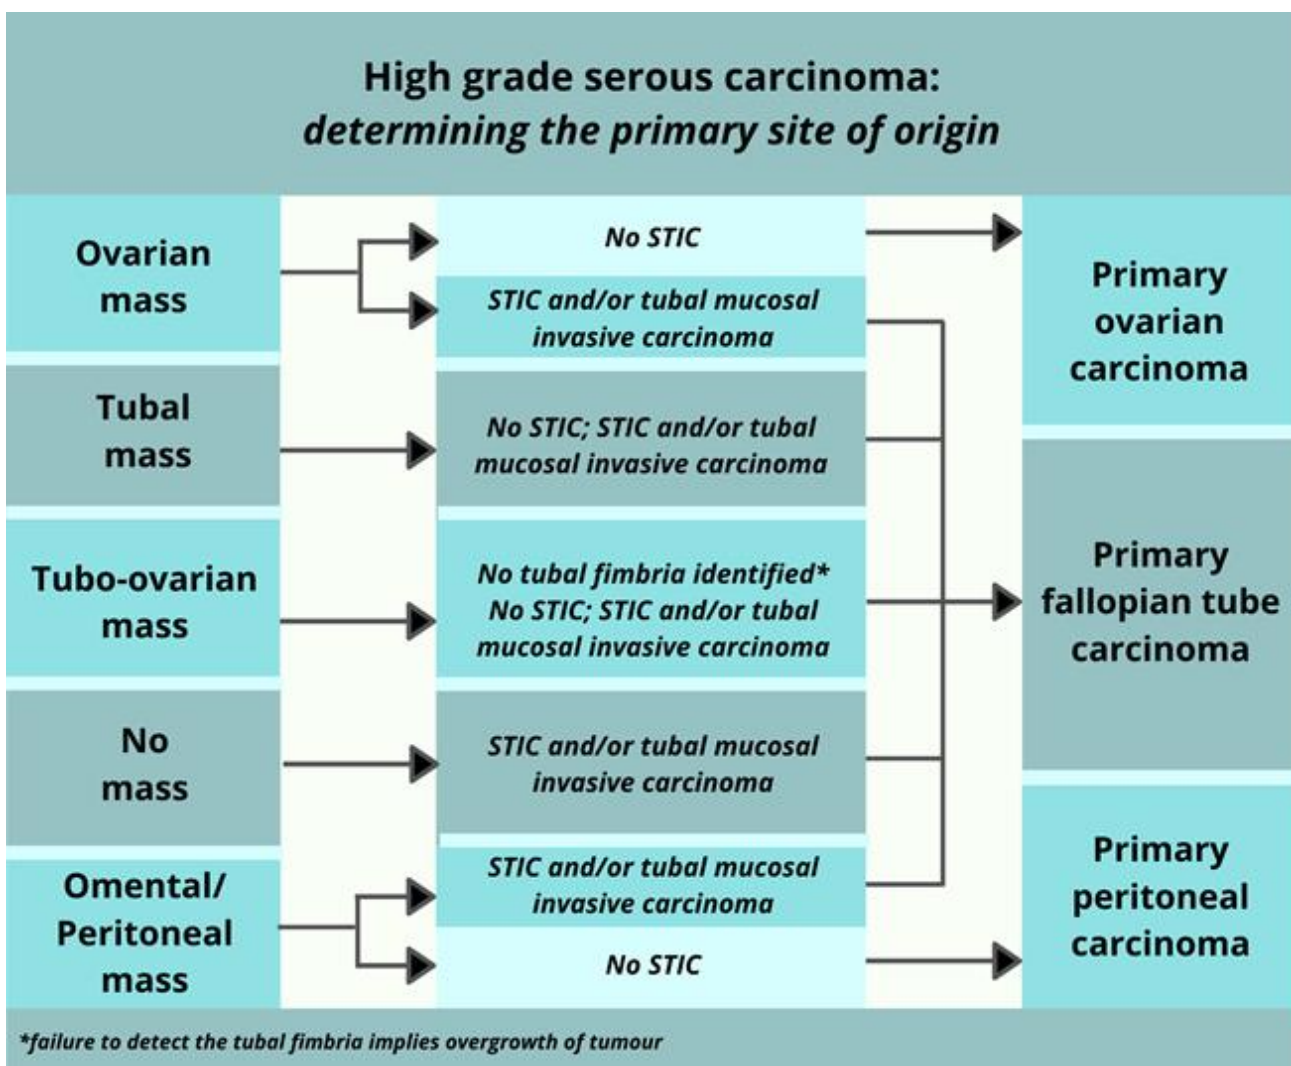 High grade serous carcinoma:
determining the primary site of origin
Ovarian
mass
No STIC
STIC and/or tubal mucosal
invasive carcinoma
Primary
ovarian
carcinoma
Tubal
mass
No STIC; STIC and/or tubal
mucosal invasive carcinoma
Tubo-ovarian
mass
No tubal fimbria identified*
No STIC; STIC and/or tubal
mucosal invasive carcinoma
Primary
fallopian tube
carcinoma
No
mass
STIC and/or tubal mucosal
invasive carcinoma
Omental/
Peritoneal
mass
STIC and/or tubal mucosal
invasive carcinoma
No STIC
Primary
peritoneal
carcinoma
*failure to detect the tubal fimbria implies overgrowth of tumour